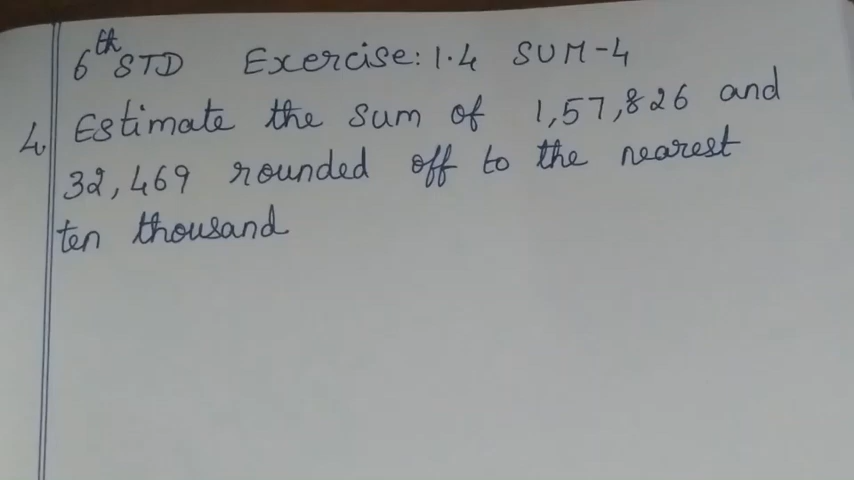 6th STD Exercise: 1.4 SUM-4
4 Estimate the sum of 1,57,826 and
32,469 rounded off to the nearest
ten thousand